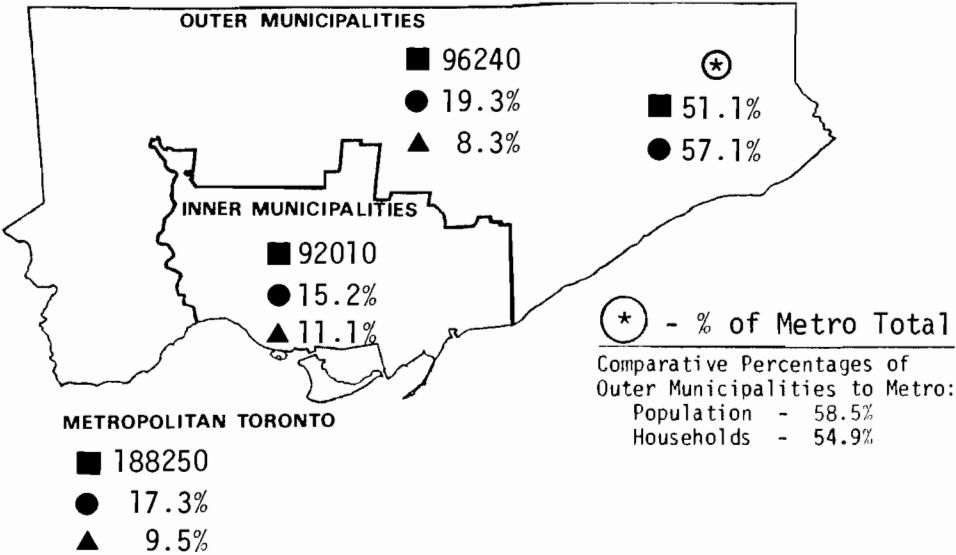 OUTER MUNICIPALITIES
■ 96240
● 19.3%
▲ 8.3%
*
■ 51.1%
● 57.1%
INNER MUNICIPALITIES
■ 92010
● 15.2%
▲ 11.1%
* - % of Metro Total
Comparative Percentages of
Outer Municipalities to Metro:
Population - 58.5%
Households - 54.9%
METROPOLITAN TORONTO
■ 188250
● 17.3%
▲ 9.5%